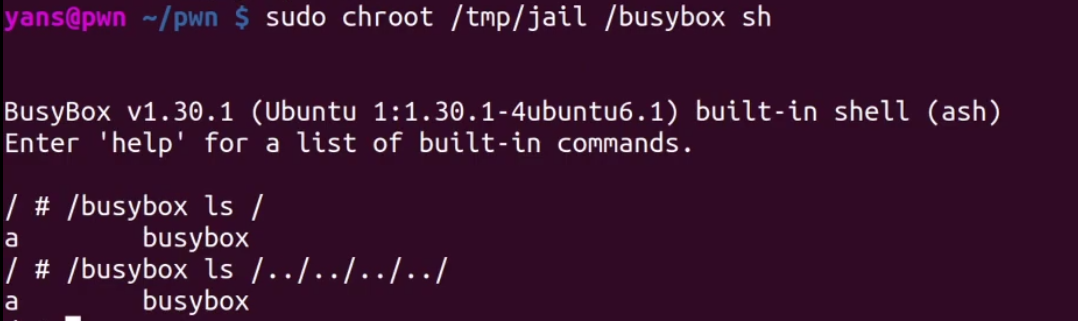 yans@pwn ~/pwn $ sudo chroot /tmp/jail /busybox sh
BusyBox v1.30.1 (Ubuntu 1:1.30.1-4ubuntu6.1) built-in shell (ash)
Enter 'help' for a list of built-in commands.
/ # /busybox ls /
a        busybox
/ # /busybox ls /../../../../
a        busybox